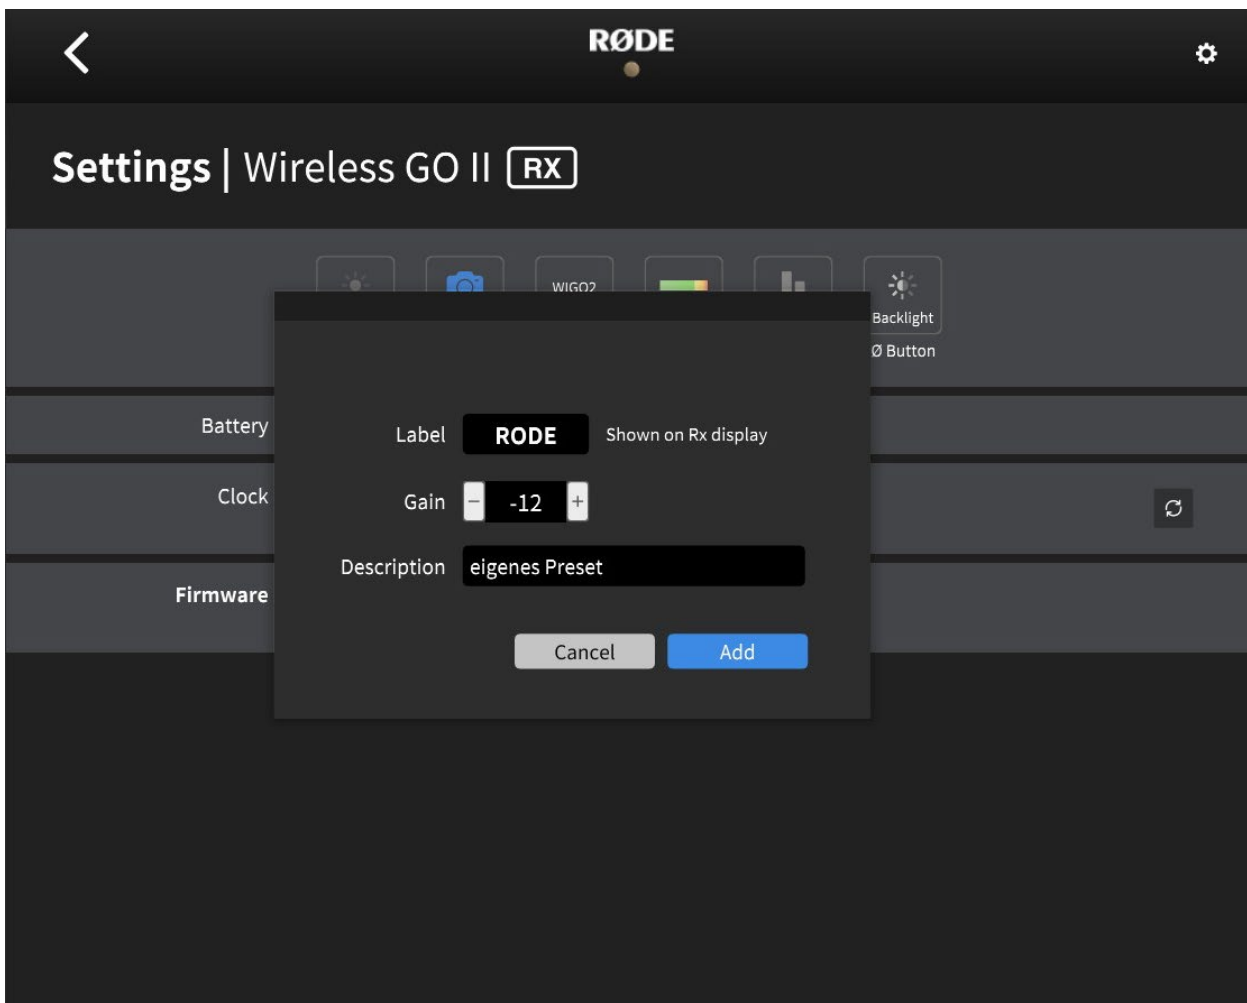 RØDE
Settings | Wireless GO II RX
WIGO2
Backlight
Ø Button
Battery
Label RODE Shown on Rx display
Clock
Gain − -12 +
Description eigenes Preset
Firmware
Cancel Add